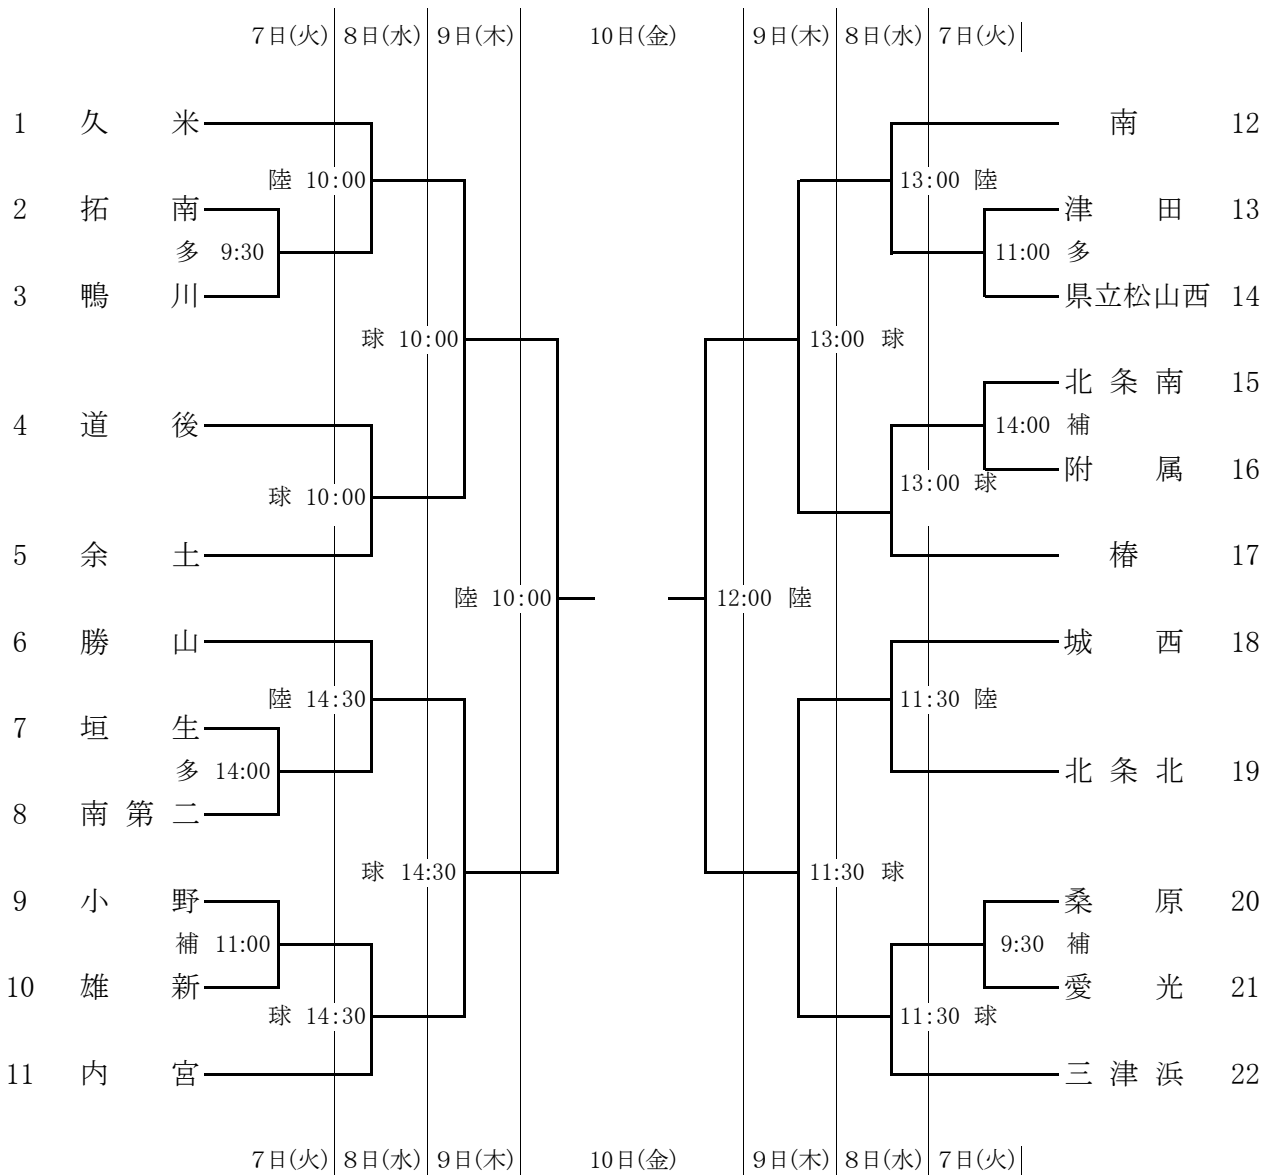 7日(火) 8日(水) 9日(木) 10日(金) 9日(木) 8日(水) 7日(火)
1 久米 南 12
陸 10:00 13:00 陸
2 拓南 津田 13
多 9:30 11:00 多
3 鴨川 県立松山西 14
球 10:00 13:00 球
北条南 15
4 道後 14:00 補
附属 16
球 10:00 13:00 球
5 余土 椿 17
陸 10:00 12:00 陸
6 勝山 城西 18
陸 14:30 11:30 陸
7 垣生
多 14:00 北条北 19
8 南第二
球 14:30 11:30 球
9 小野 桑原 20
補 11:00 9:30 補
10 雄新 愛光 21
球 14:30 11:30 球
11 内宮 三津浜 22
7日(火) 8日(水) 9日(木) 10日(金) 9日(木) 8日(水) 7日(火)